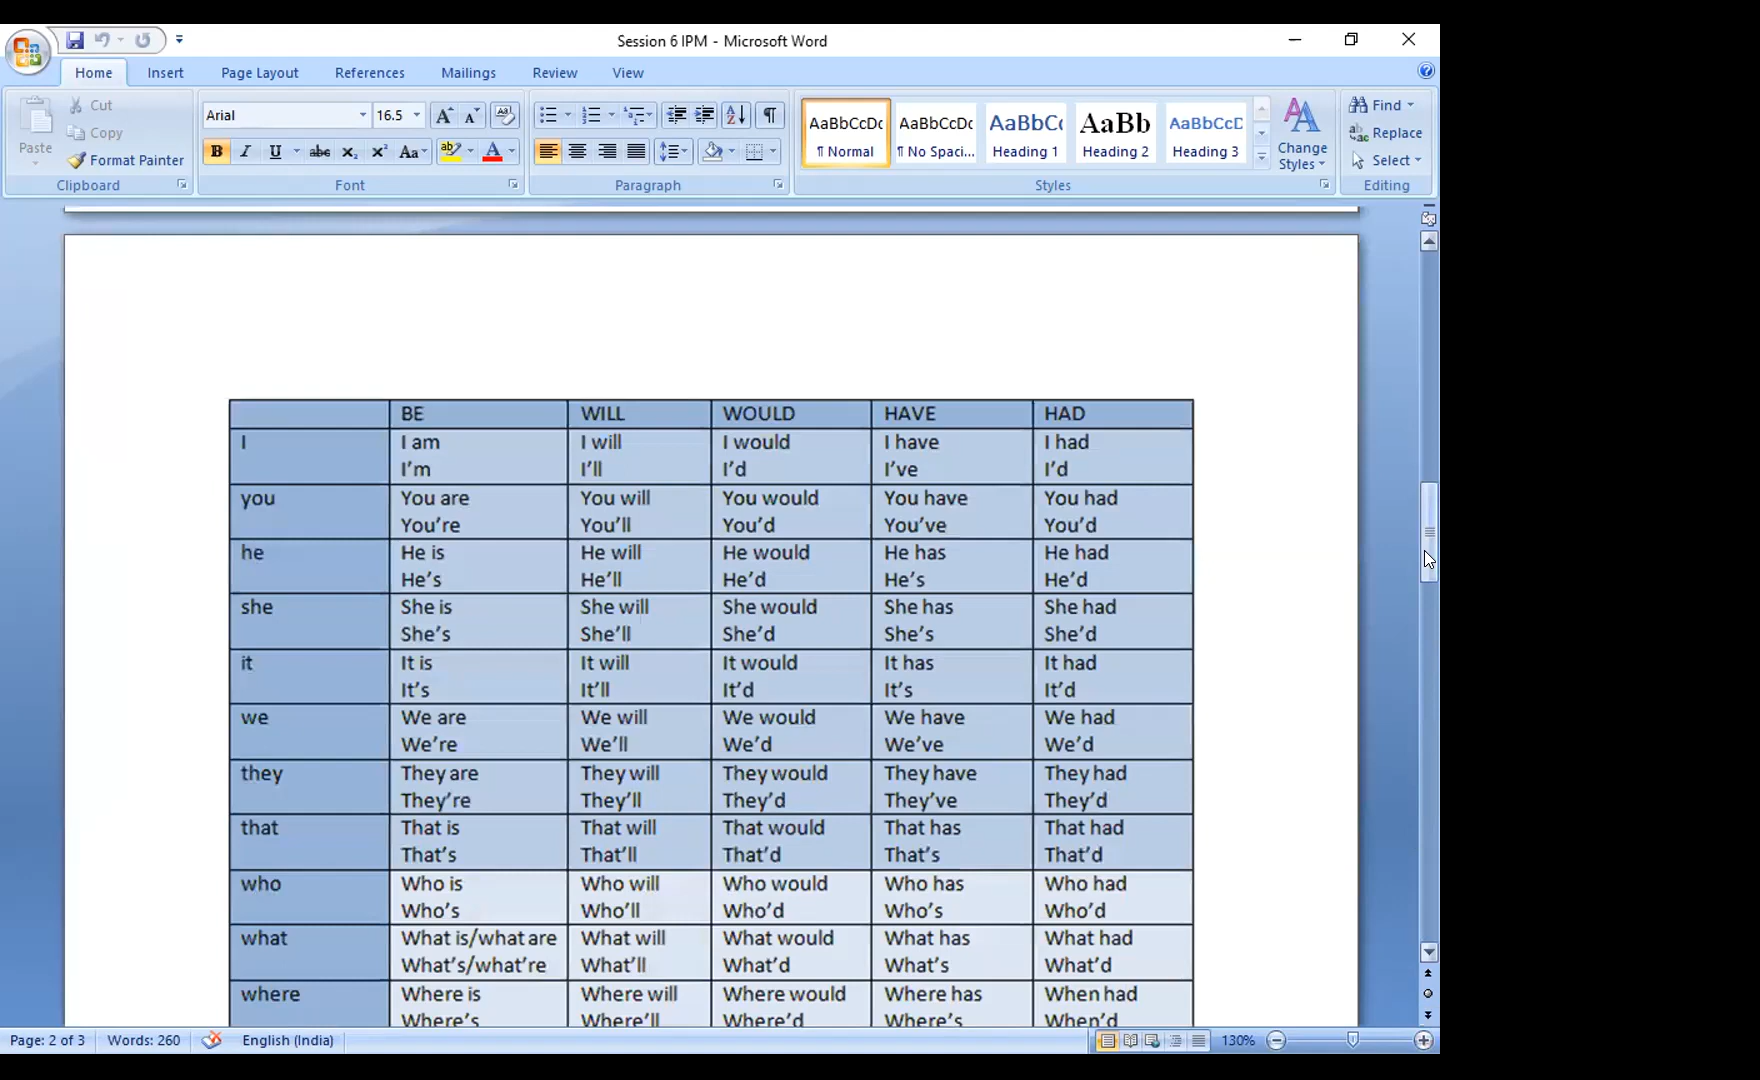 Session 6 IPM - Microsoft Word
Home Insert Page Layout References Mailings Review View
Paste
Cut
Copy
Format Painter
Clipboard
Arial 16.5
Font
Paragraph
AaBbCcDc AaBbCcDc AaBbC( AaBb AaBbCcD
¶ Normal ¶ No Spaci... Heading 1 Heading 2 Heading 3
Change
Styles
Styles
Find
Replace
Select
Editing
BE WILL WOULD HAVE HAD
I I am I will I would I have I had
I'm I'll I'd I've I'd
you You are You will You would You have You had
You're You'll You'd You've You'd
he He is He will He would He has He had
He's He'll He'd He's He'd
she She is She will She would She has She had
She's She'll She'd She's She'd
it It is It will It would It has It had
It's It'll It'd It's It'd
we We are We will We would We have We had
We're We'll We'd We've We'd
they They are They will They would They have They had
They're They'll They'd They've They'd
that That is That will That would That has That had
That's That'll That'd That's That'd
who Who is Who will Who would Who has Who had
Who's Who'll Who'd Who's Who'd
what What is/what are What will What would What has What had
What's/what're What'll What'd What's What'd
where Where is Where will Where would Where has When had
Where's Where'll Where'd Where's When'd
Page: 2 of 3 Words: 260 English (India) 130%